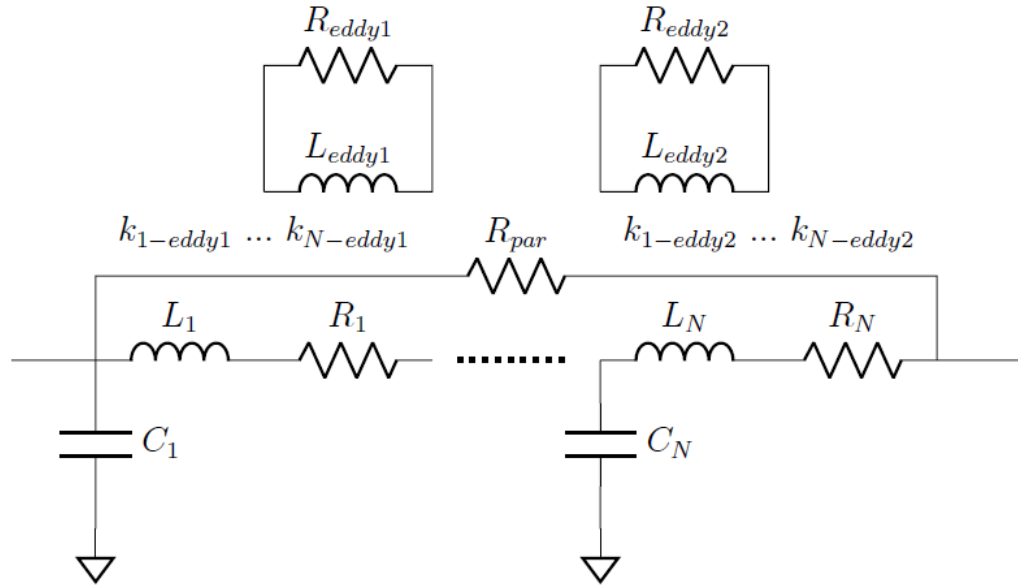 R_{eddy1} R_{eddy2}
L_{eddy1} L_{eddy2}
k_{1-eddy1} ... k_{N-eddy1} R_{par} k_{1-eddy2} ... k_{N-eddy2}
L_1 R_1 L_N R_N
C_1 C_N